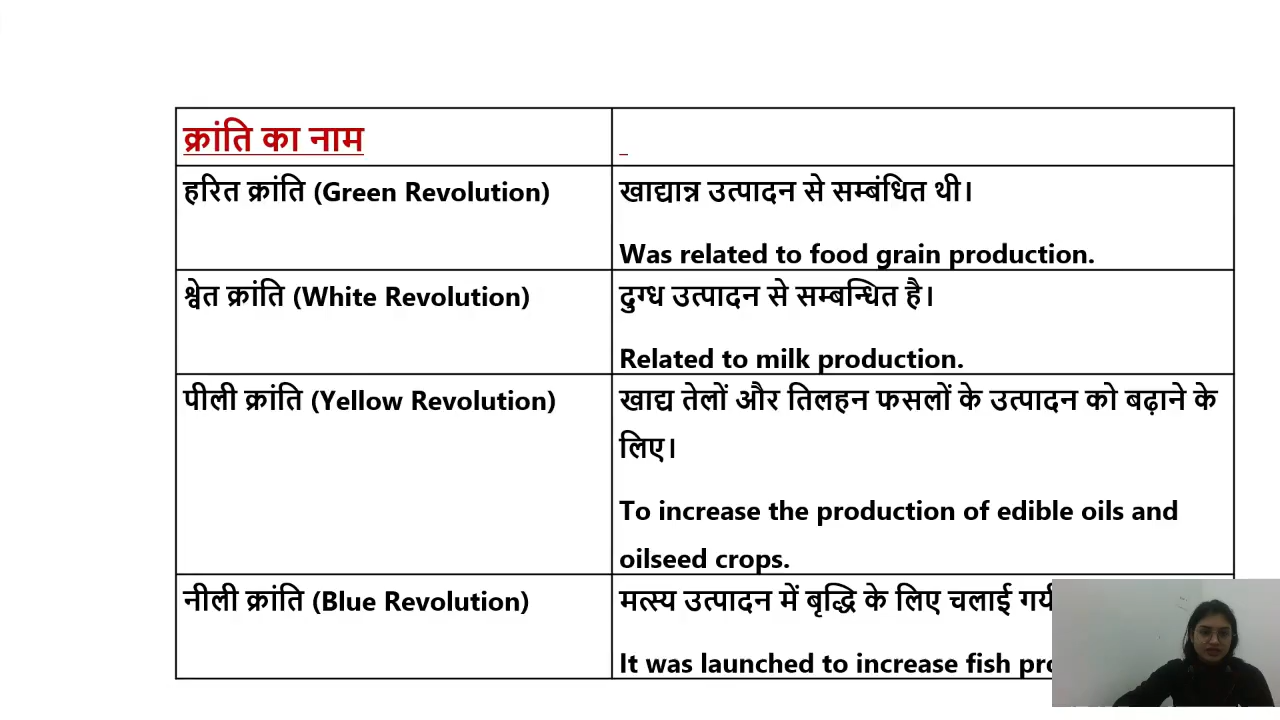 क्रांति का नाम
हरित क्रांति (Green Revolution)
खाद्यान्न उत्पादन से सम्बंधित थी।
Was related to food grain production.
श्वेत क्रांति (White Revolution)
दुग्ध उत्पादन से सम्बन्धित है।
Related to milk production.
पीली क्रांति (Yellow Revolution)
खाद्य तेलों और तिलहन फसलों के उत्पादन को बढ़ाने के
लिए।
To increase the production of edible oils and
oilseed crops.
नीली क्रांति (Blue Revolution)
मत्स्य उत्पादन में बृद्धि के लिए चलाई
It was launched to increase fish